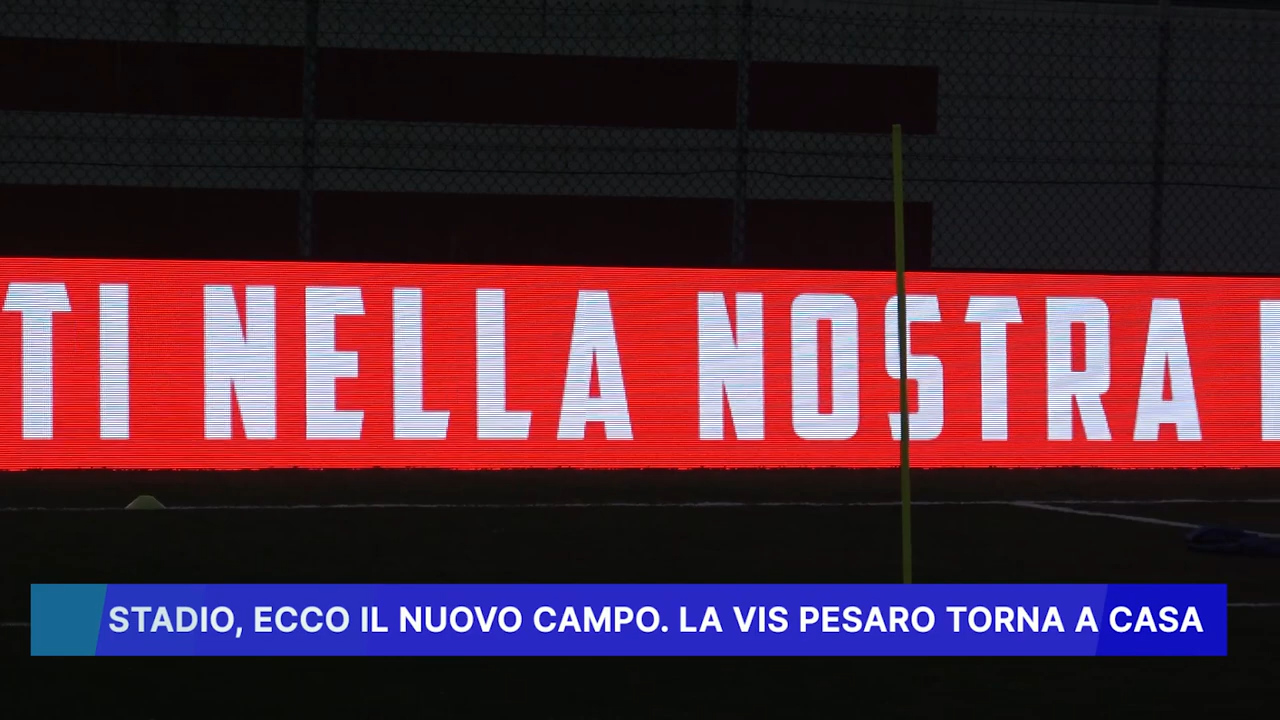 TI NELLA NOSTRA
STADIO, ECCO IL NUOVO CAMPO. LA VIS PESARO TORNA A CASA